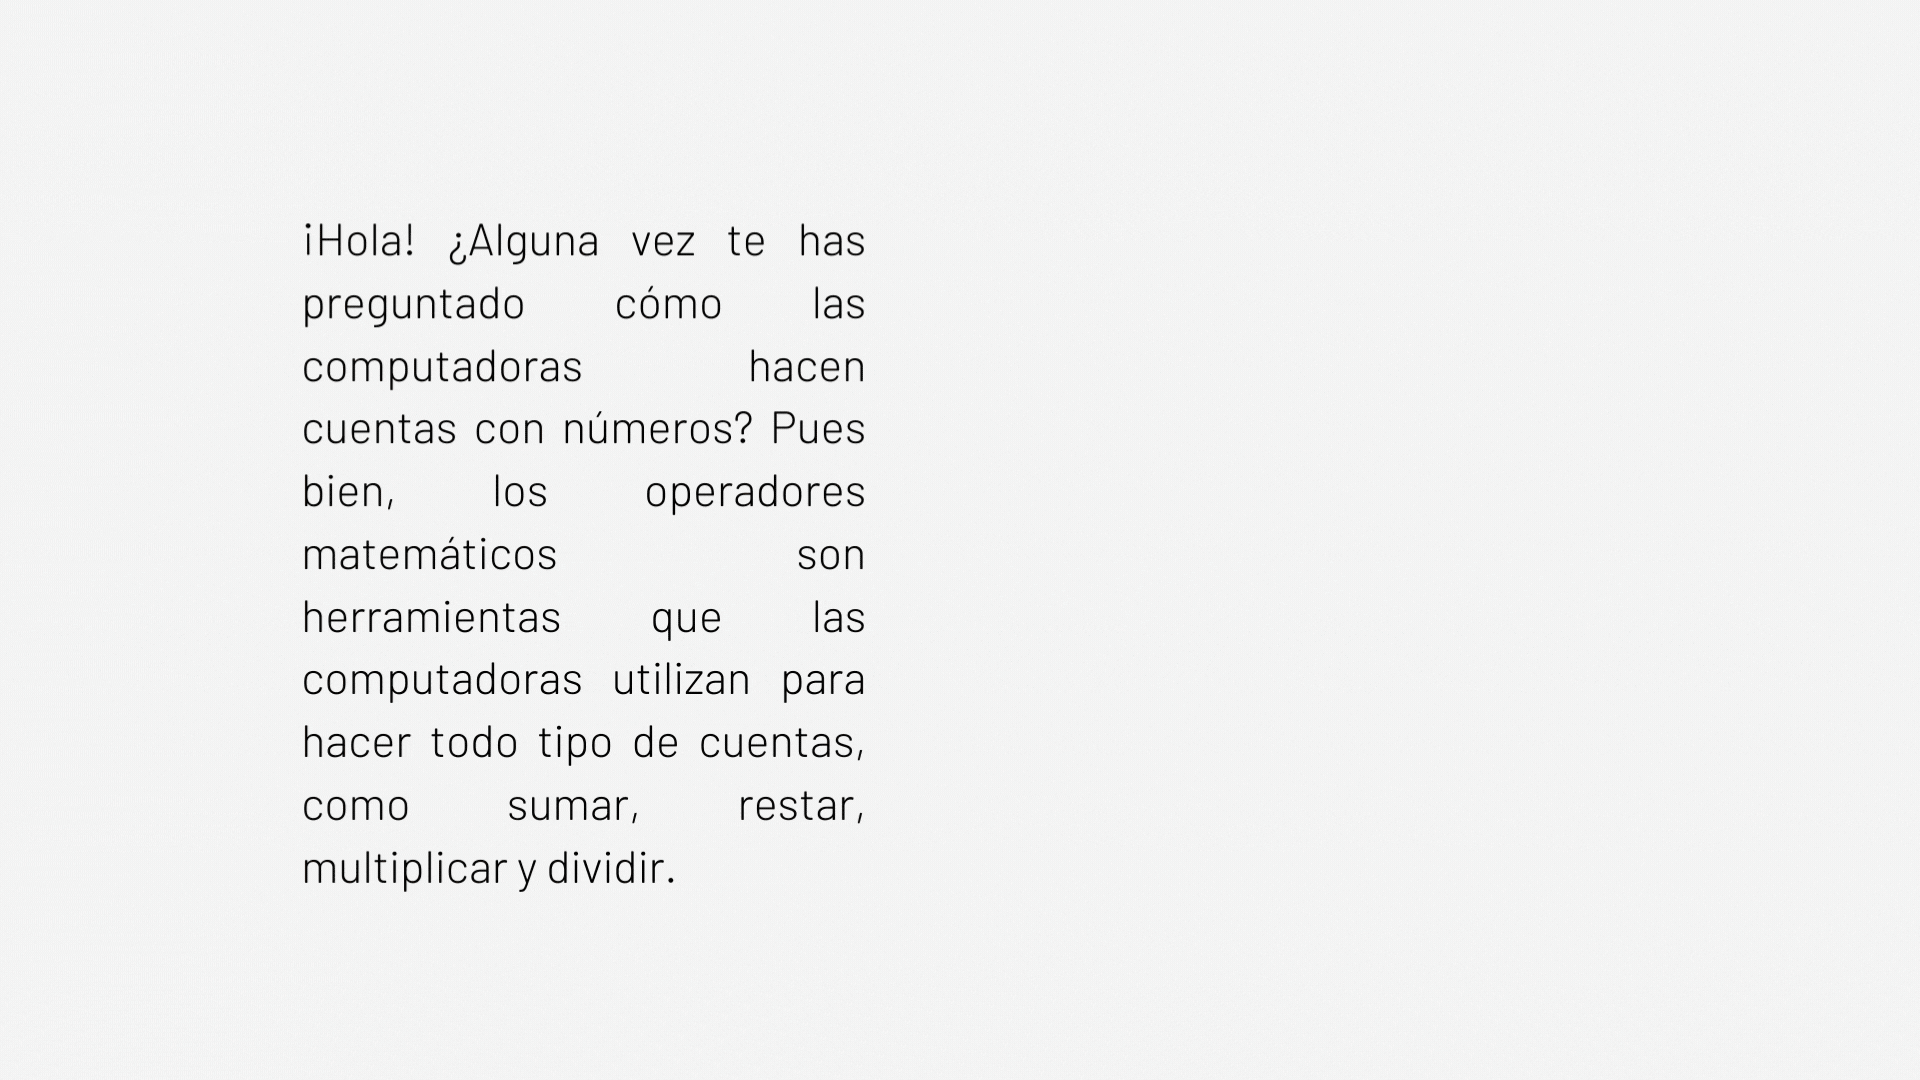 ¡Hola! ¿Alguna vez te has
preguntado cómo las
computadoras hacen
cuentas con números? Pues
bien, los operadores
matemáticos son
herramientas que las
computadoras utilizan para
hacer todo tipo de cuentas,
como sumar, restar,
multiplicar y dividir.